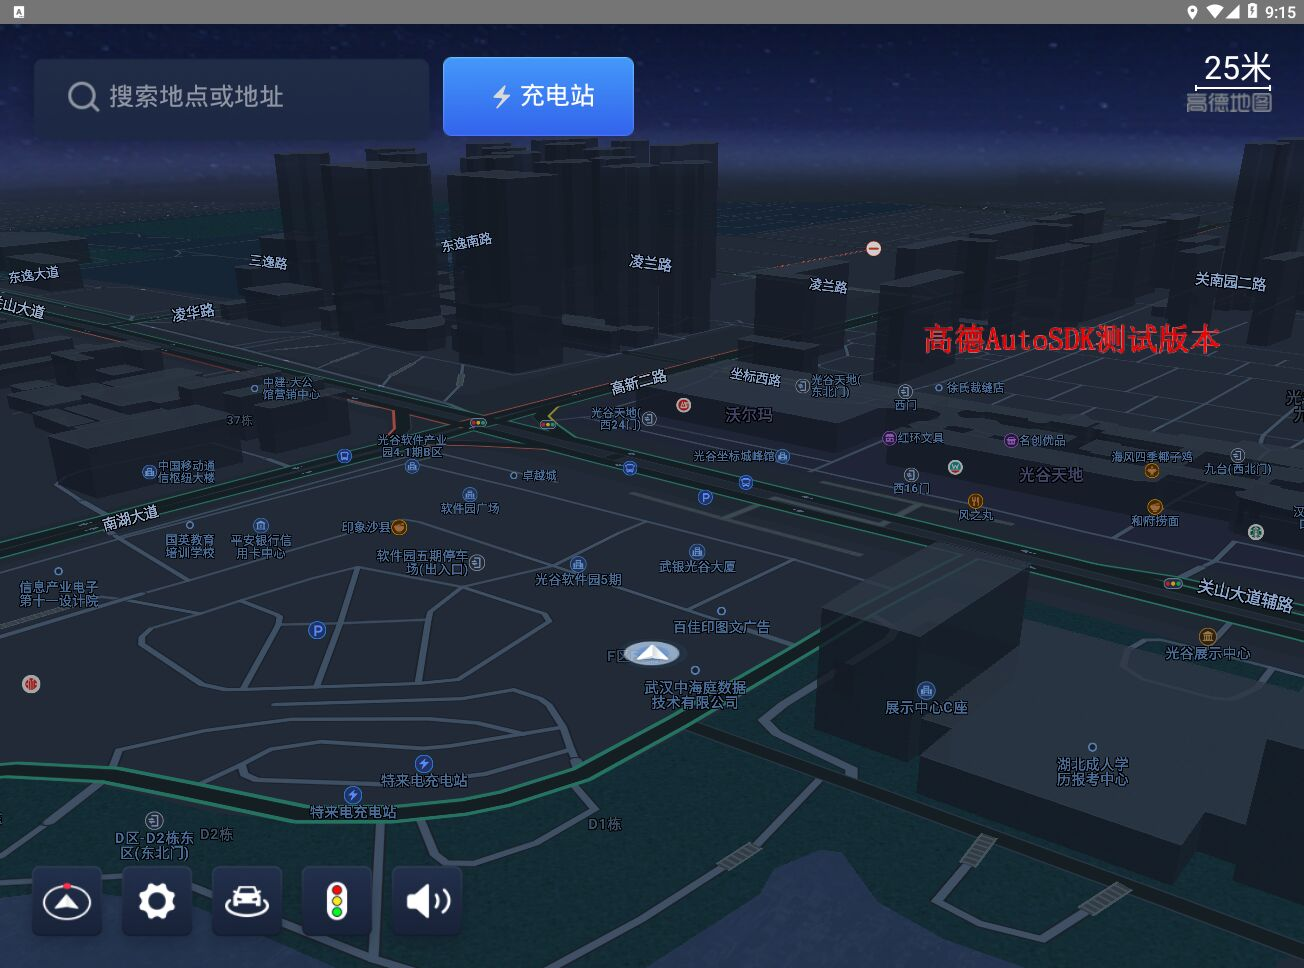 9:15
搜索地点或地址
充电站
25米
高德地图
东逸南路
三逸路
凌兰路
东逸大道
凌兰路
关南园二路
凌华路
高德AutoSDK测试版本
高新二路
坐标西路
中建·大公
馆营销中心
光谷天地(
东北门)
徐氏裁缝店
西门
37栋
光谷天地(
西24门)
沃尔玛
光谷软件产业
园4.1期B区
红环文具
名创优品
光谷坐标城峰馆
海风四季椰子鸡
九台(西北门)
中国移动通
信枢纽大楼
卓越城
光谷天地
西16门
软件园广场
南湖大道
印象沙县
风之丸
和府捞面
国英教育
培训学校
平安银行信
用卡中心
软件园五期停车
场(出入口)
武银光谷大厦
光谷软件园5期
信息产业电子
第十一设计院
关山大道辅路
百佳印图文广告
光谷展示中心
武汉中海庭数据
技术有限公司
展示中心C座
湖北成人学
历报考中心
特来电充电站
特来电充电站
D区-D2栋东
区(东北门)
D2栋
D1栋